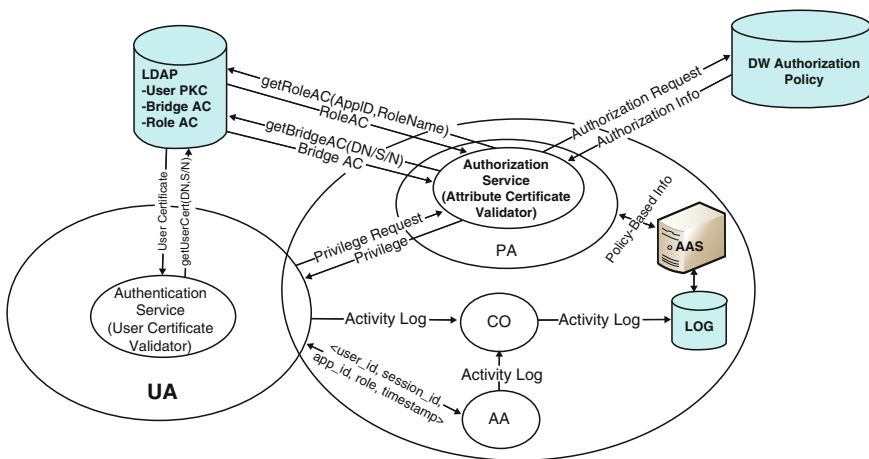 LDAP
-User PKC
-Bridge AC
-Role AC
getRoleAC(AppID,RoleName)
RoleAC
getBridgeAC(DN/S/N)
Bridge AC
Authorization Request
Authorization Info
DW Authorization
Policy
Authorization
Service
(Attribute Certificate
Validator)
PA
User Certificate
getUserCert(DN,S/N)
Privilege Request
Privilege
Policy-Based Info
AAS
LOG
Authentication
Service
(User Certificate
Validator)
UA
Activity Log
CO
Activity Log
Activity Log
<user_id, session_id,
app_id, role, timestamp>
AA